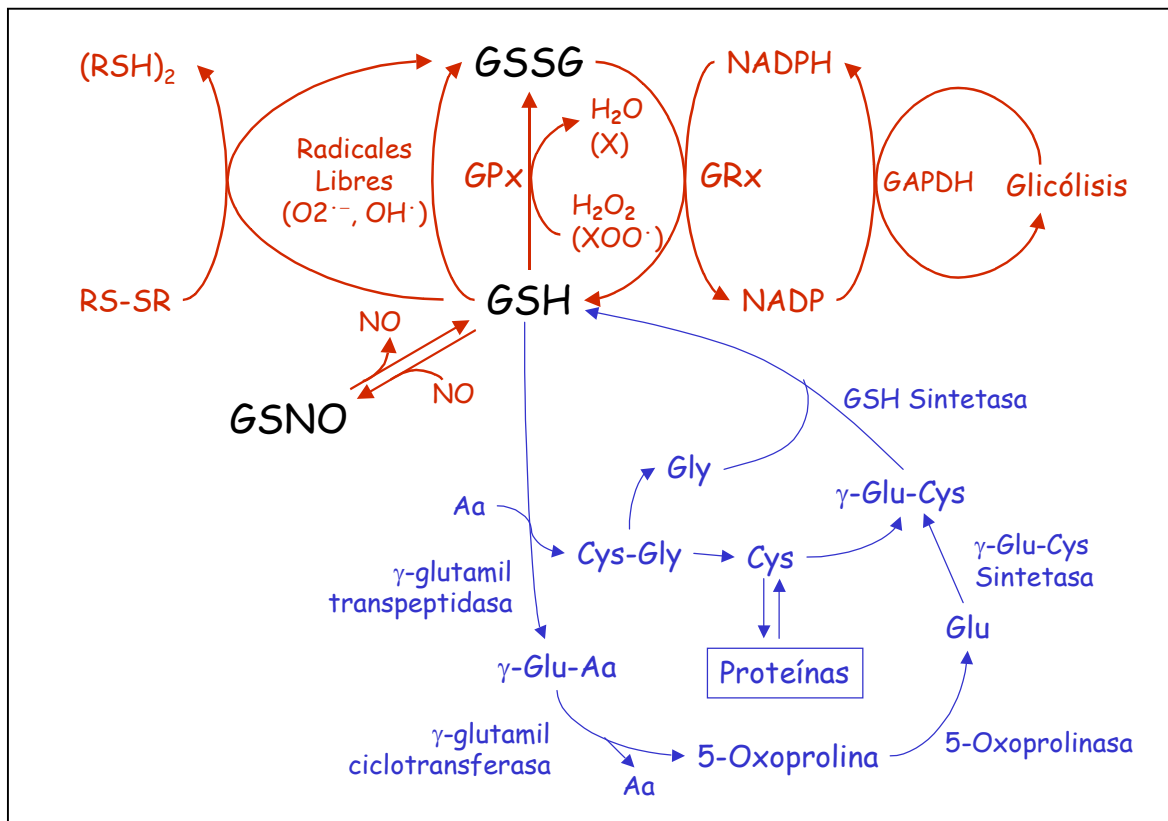 (RSH)₂
GSSG
NADPH
H₂O
(X)
Radicales
Libres
(O2·⁻, OH·)
GPx
GRx
GAPDH
Glicólisis
H₂O₂
(XOO·)
RS-SR
GSH
NADP
NO
NO
GSNO
GSH Sintetasa
Gly
γ-Glu-Cys
Aa
Cys-Gly
Cys
γ-Glu-Cys
Sintetasa
γ-glutamil
transpeptidasa
Glu
γ-Glu-Aa
Proteínas
γ-glutamil
ciclotransferasa
5-Oxoprolina
5-Oxoprolinasa
Aa